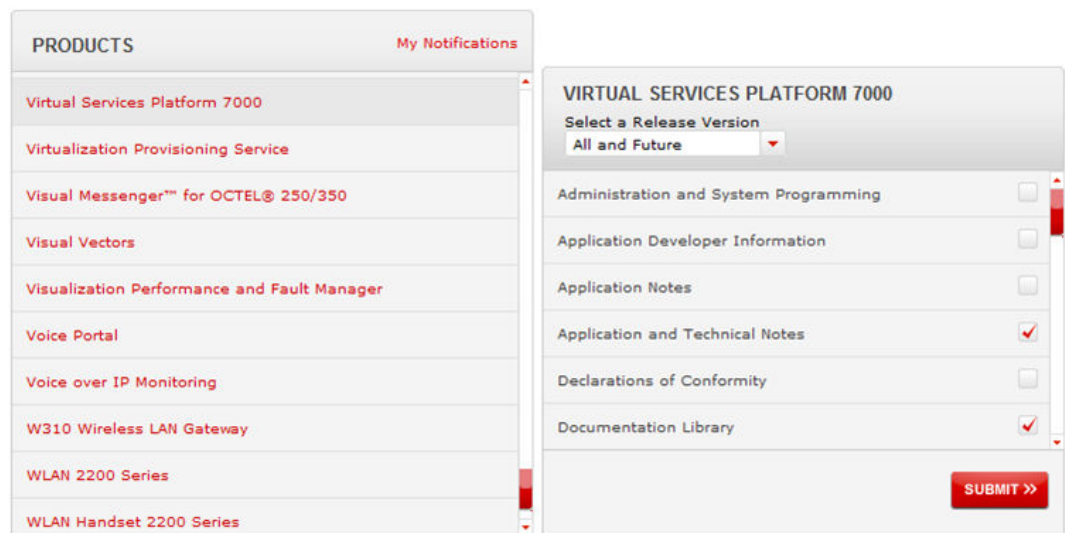 PRODUCTS
My Notifications
Virtual Services Platform 7000
Virtualization Provisioning Service
Visual Messenger™ for OCTEL® 250/350
Visual Vectors
Visualization Performance and Fault Manager
Voice Portal
Voice over IP Monitoring
W310 Wireless LAN Gateway
WLAN 2200 Series
WLAN Handset 2200 Series
VIRTUAL SERVICES PLATFORM 7000
Select a Release Version
All and Future
Administration and System Programming
Application Developer Information
Application Notes
Application and Technical Notes
Declarations of Conformity
Documentation Library
SUBMIT >>